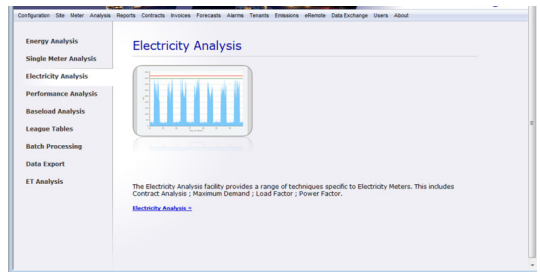 Configuration Site Meter Analysis Reports Contracts Invoices Forecasts Alarms Tenants Emissions eRemote Data Exchange Users About
Energy Analysis
Single Meter Analysis
Electricity Analysis
Performance Analysis
Baseload Analysis
League Tables
Batch Processing
Data Export
ET Analysis
Electricity Analysis
The Electricity Analysis facility provides a range of techniques specific to Electricity Meters. This includes
Contract Analysis ; Maximum Demand ; Load Factor ; Power Factor.
Electricity Analysis »